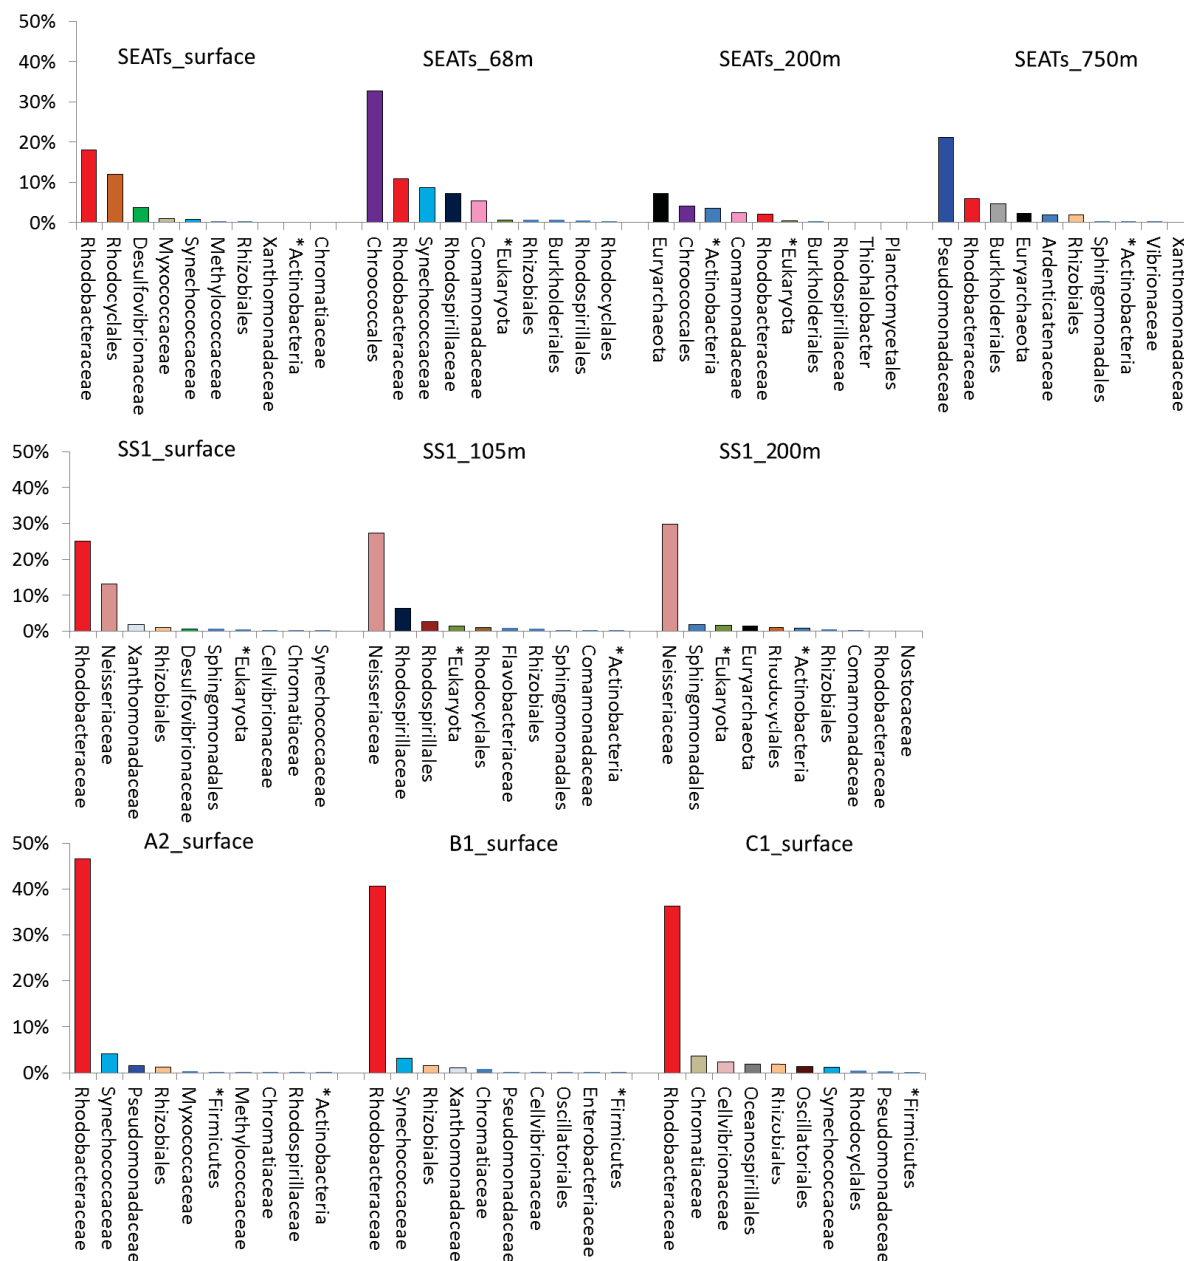 50%
40%
30%
20%
10%
0%
SEATs_surface
SEATs_68m
SEATs_200m
SEATs_750m
Rhodobacteraceae
Rhodocyclales
Desulfovibrionaceae
Myxococcaceae
Synechococcaceae
Methylococcaceae
Rhizobiales
Xanthomonadaceae
*Actinobacteria
Chromatiaceae
Chroococcales
Rhodobacteraceae
Synechococcaceae
Rhodospirillaceae
Comamonadaceae
*Eukaryota
Rhizobiales
Burkholderiales
Rhodospirillales
Rhodocyclales
Euryarchaeota
Chroococcales
*Actinobacteria
Comamonadaceae
Rhodobacteraceae
*Eukaryota
Burkholderiales
Rhodospirillaceae
Thiohalobacter
Planctomycetales
Pseudomonadaceae
Rhodobacteraceae
Burkholderiales
Euryarchaeota
Ardenticatenaceae
Rhizobiales
Sphingomonadales
*Actinobacteria
Vibrionaceae
Xanthomonadaceae
50%
40%
30%
20%
10%
0%
SS1_surface
SS1_105m
SS1_200m
Rhodobacteraceae
Neisseriaceae
Xanthomonadaceae
Rhizobiales
Desulfovibrionaceae
Sphingomonadales
*Eukaryota
Cellvibrionaceae
Chromatiaceae
Synechococcaceae
Neisseriaceae
Rhodospirillaceae
Rhodospirillales
*Eukaryota
Rhodocyclales
Flavobacteriaceae
Rhizobiales
Sphingomonadales
Comamonadaceae
*Actinobacteria
Neisseriaceae
Sphingomonadales
*Eukaryota
Euryarchaeota
Rhodocyclales
*Actinobacteria
Rhizobiales
Comamonadaceae
Rhodobacteraceae
Nostocaceae
50%
40%
30%
20%
10%
0%
A2_surface
B1_surface
C1_surface
Rhodobacteraceae
Synechococcaceae
Pseudomonadaceae
Rhizobiales
Myxococcaceae
*Firmicutes
Methylococcaceae
Chromatiaceae
Rhodospirillaceae
*Actinobacteria
Rhodobacteraceae
Synechococcaceae
Rhizobiales
Xanthomonadaceae
Chromatiaceae
Pseudomonadaceae
Cellvibrionaceae
Oscillatoriales
Enterobacteriaceae
*Firmicutes
Rhodobacteraceae
Chromatiaceae
Cellvibrionaceae
Oceanospirillales
Rhizobiales
Oscillatoriales
Synechococcaceae
Rhodocyclales
Pseudomonadaceae
*Firmicutes